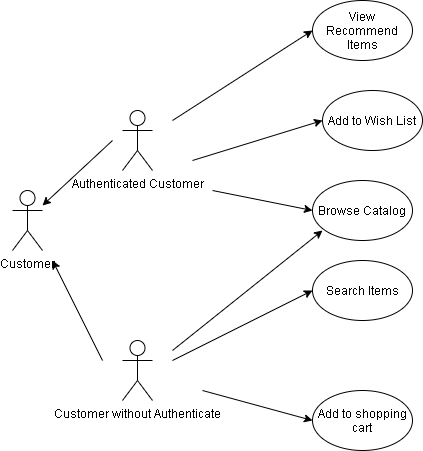 View
Recommend
Items
Add to Wish List
Authenticated Customer
Browse Catalog
Customer
Search Items
Customer without Authenticate
Add to shopping
cart